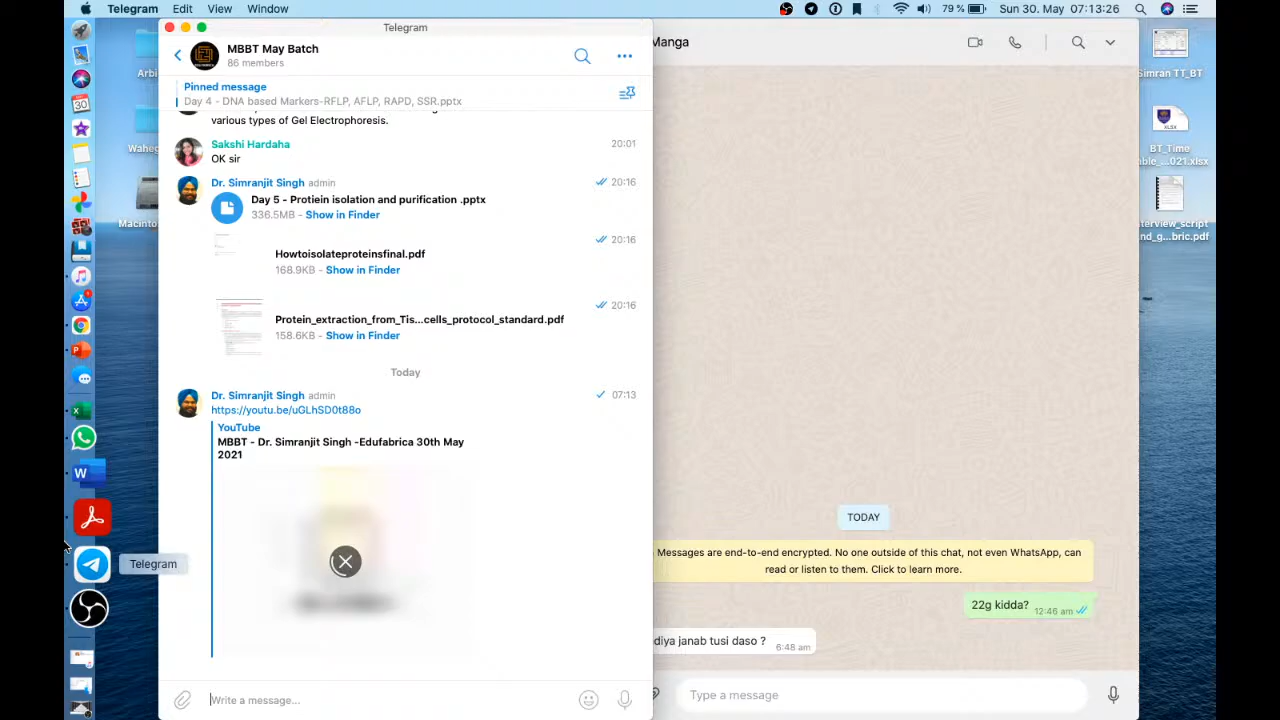 Telegram Edit View Window
79% Sun 30. May 07:13:26
Telegram
MBBT May Batch
86 members
Pinned message
Day 4 - DNA based Markers-RFLP, AFLP, RAPD, SSR.pptx
various types of Gel Electrophoresis.
Sakshi Hardaha 20:01
OK sir
Dr. Simranjit Singh admin 20:16
Day 5 - Protiein isolation and purification .pptx
336.5MB - Show in Finder
20:16
Howtoisolateproteinsfinal.pdf
168.9KB - Show in Finder
20:16
Protein_extraction_from_Tis...cells_protocol_standard.pdf
158.6KB - Show in Finder
Today
Dr. Simranjit Singh admin 07:13
https://youtu.be/uGLhSD0t88o
YouTube
MBBT - Dr. Simranjit Singh -Edufabrica 30th May
2021
Write a message...
Telegram
Manga
TODAY
Messages are end-to-end encrypted. No one outside of this chat, not even WhatsApp, can
read or listen to them. Click to learn more.
22g kidda? 12:46 am
diya janab tusi daso ? 6:48 am
Type a message
Arbi
Waheg
Macinto
Simran TT_BT
XLSX
BT_Time
able_...021.xlsx
terview_script
nd_g...bric.pdf